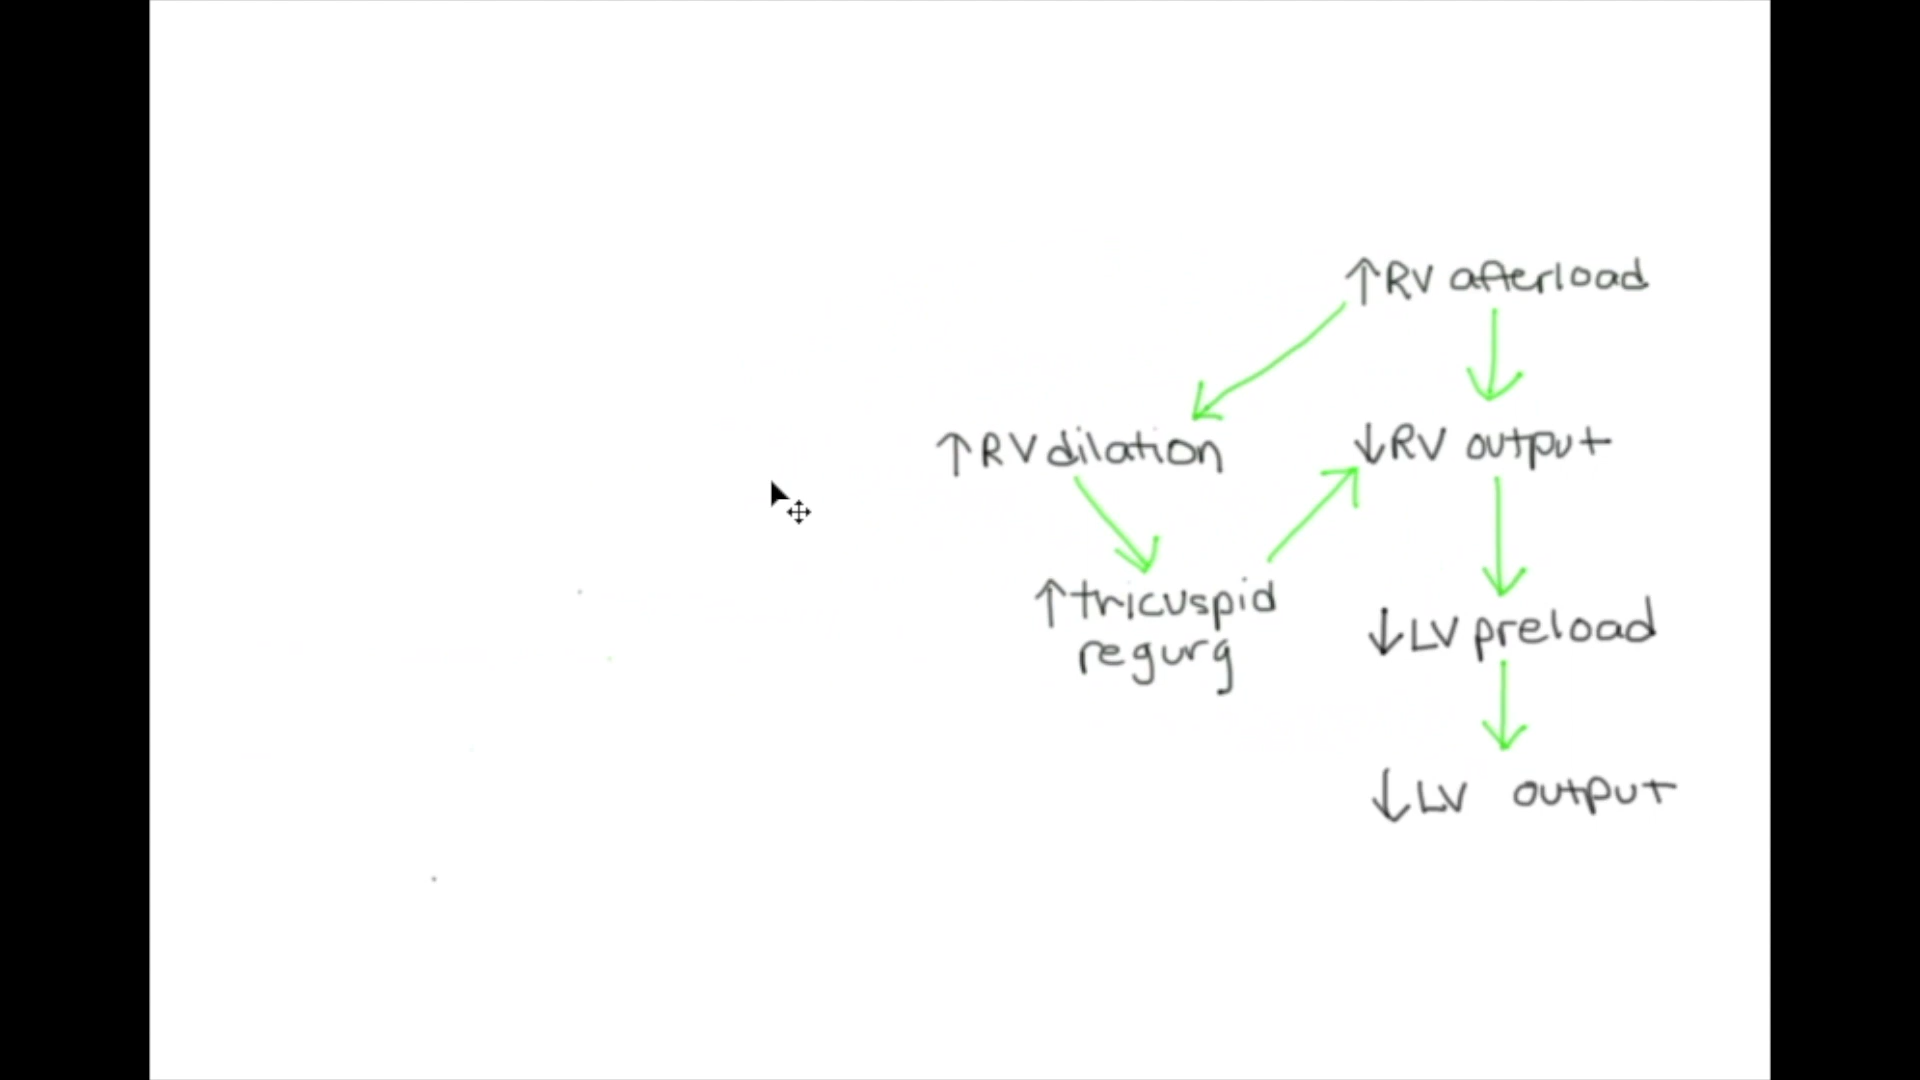 ↑RV afterload
↑RV dilation
↓RV output
↑tricuspid
regurg
↓LV preload
↓LV output